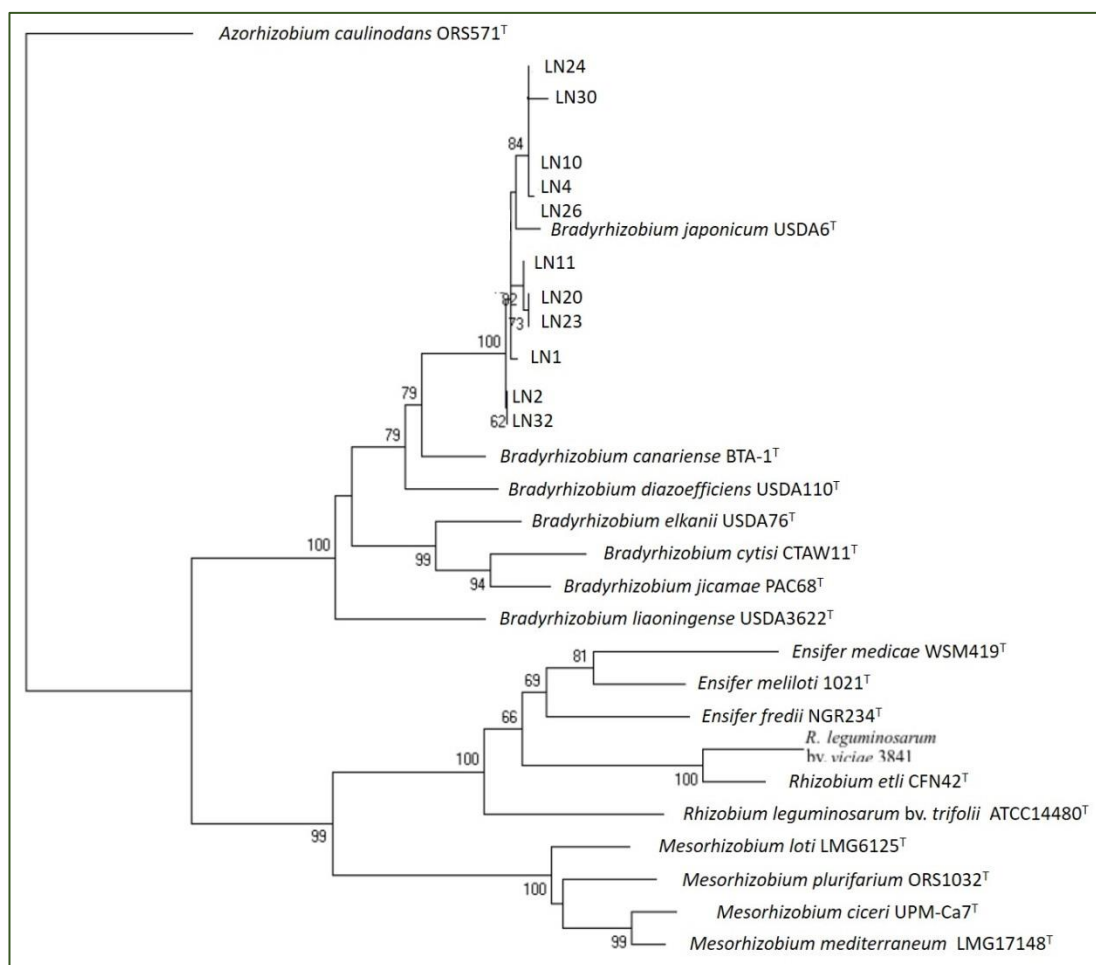 Azorhizobium caulinodans ORS571ᵀ
LN24
LN30
84
LN10
LN4
LN26
Bradyrhizobium japonicum USDA6ᵀ
LN11
LN20
73
LN23
100
LN1
LN2
62
LN32
79
79
Bradyrhizobium canariense BTA-1ᵀ
Bradyrhizobium diazoefficiens USDA110ᵀ
Bradyrhizobium elkanii USDA76ᵀ
100
99
Bradyrhizobium cytisi CTAW11ᵀ
94
Bradyrhizobium jicamae PAC68ᵀ
Bradyrhizobium liaoningense USDA3622ᵀ
81
Ensifer medicae WSM419ᵀ
69
Ensifer meliloti 1021ᵀ
66
Ensifer fredii NGR234ᵀ
R. leguminosarum
bv. viciae 3841
100
100
Rhizobium etli CFN42ᵀ
Rhizobium leguminosarum bv. trifolii ATCC14480ᵀ
99
Mesorhizobium loti LMG6125ᵀ
100
Mesorhizobium plurifarium ORS1032ᵀ
Mesorhizobium ciceri UPM-Ca7ᵀ
99
Mesorhizobium mediterraneum LMG17148ᵀ